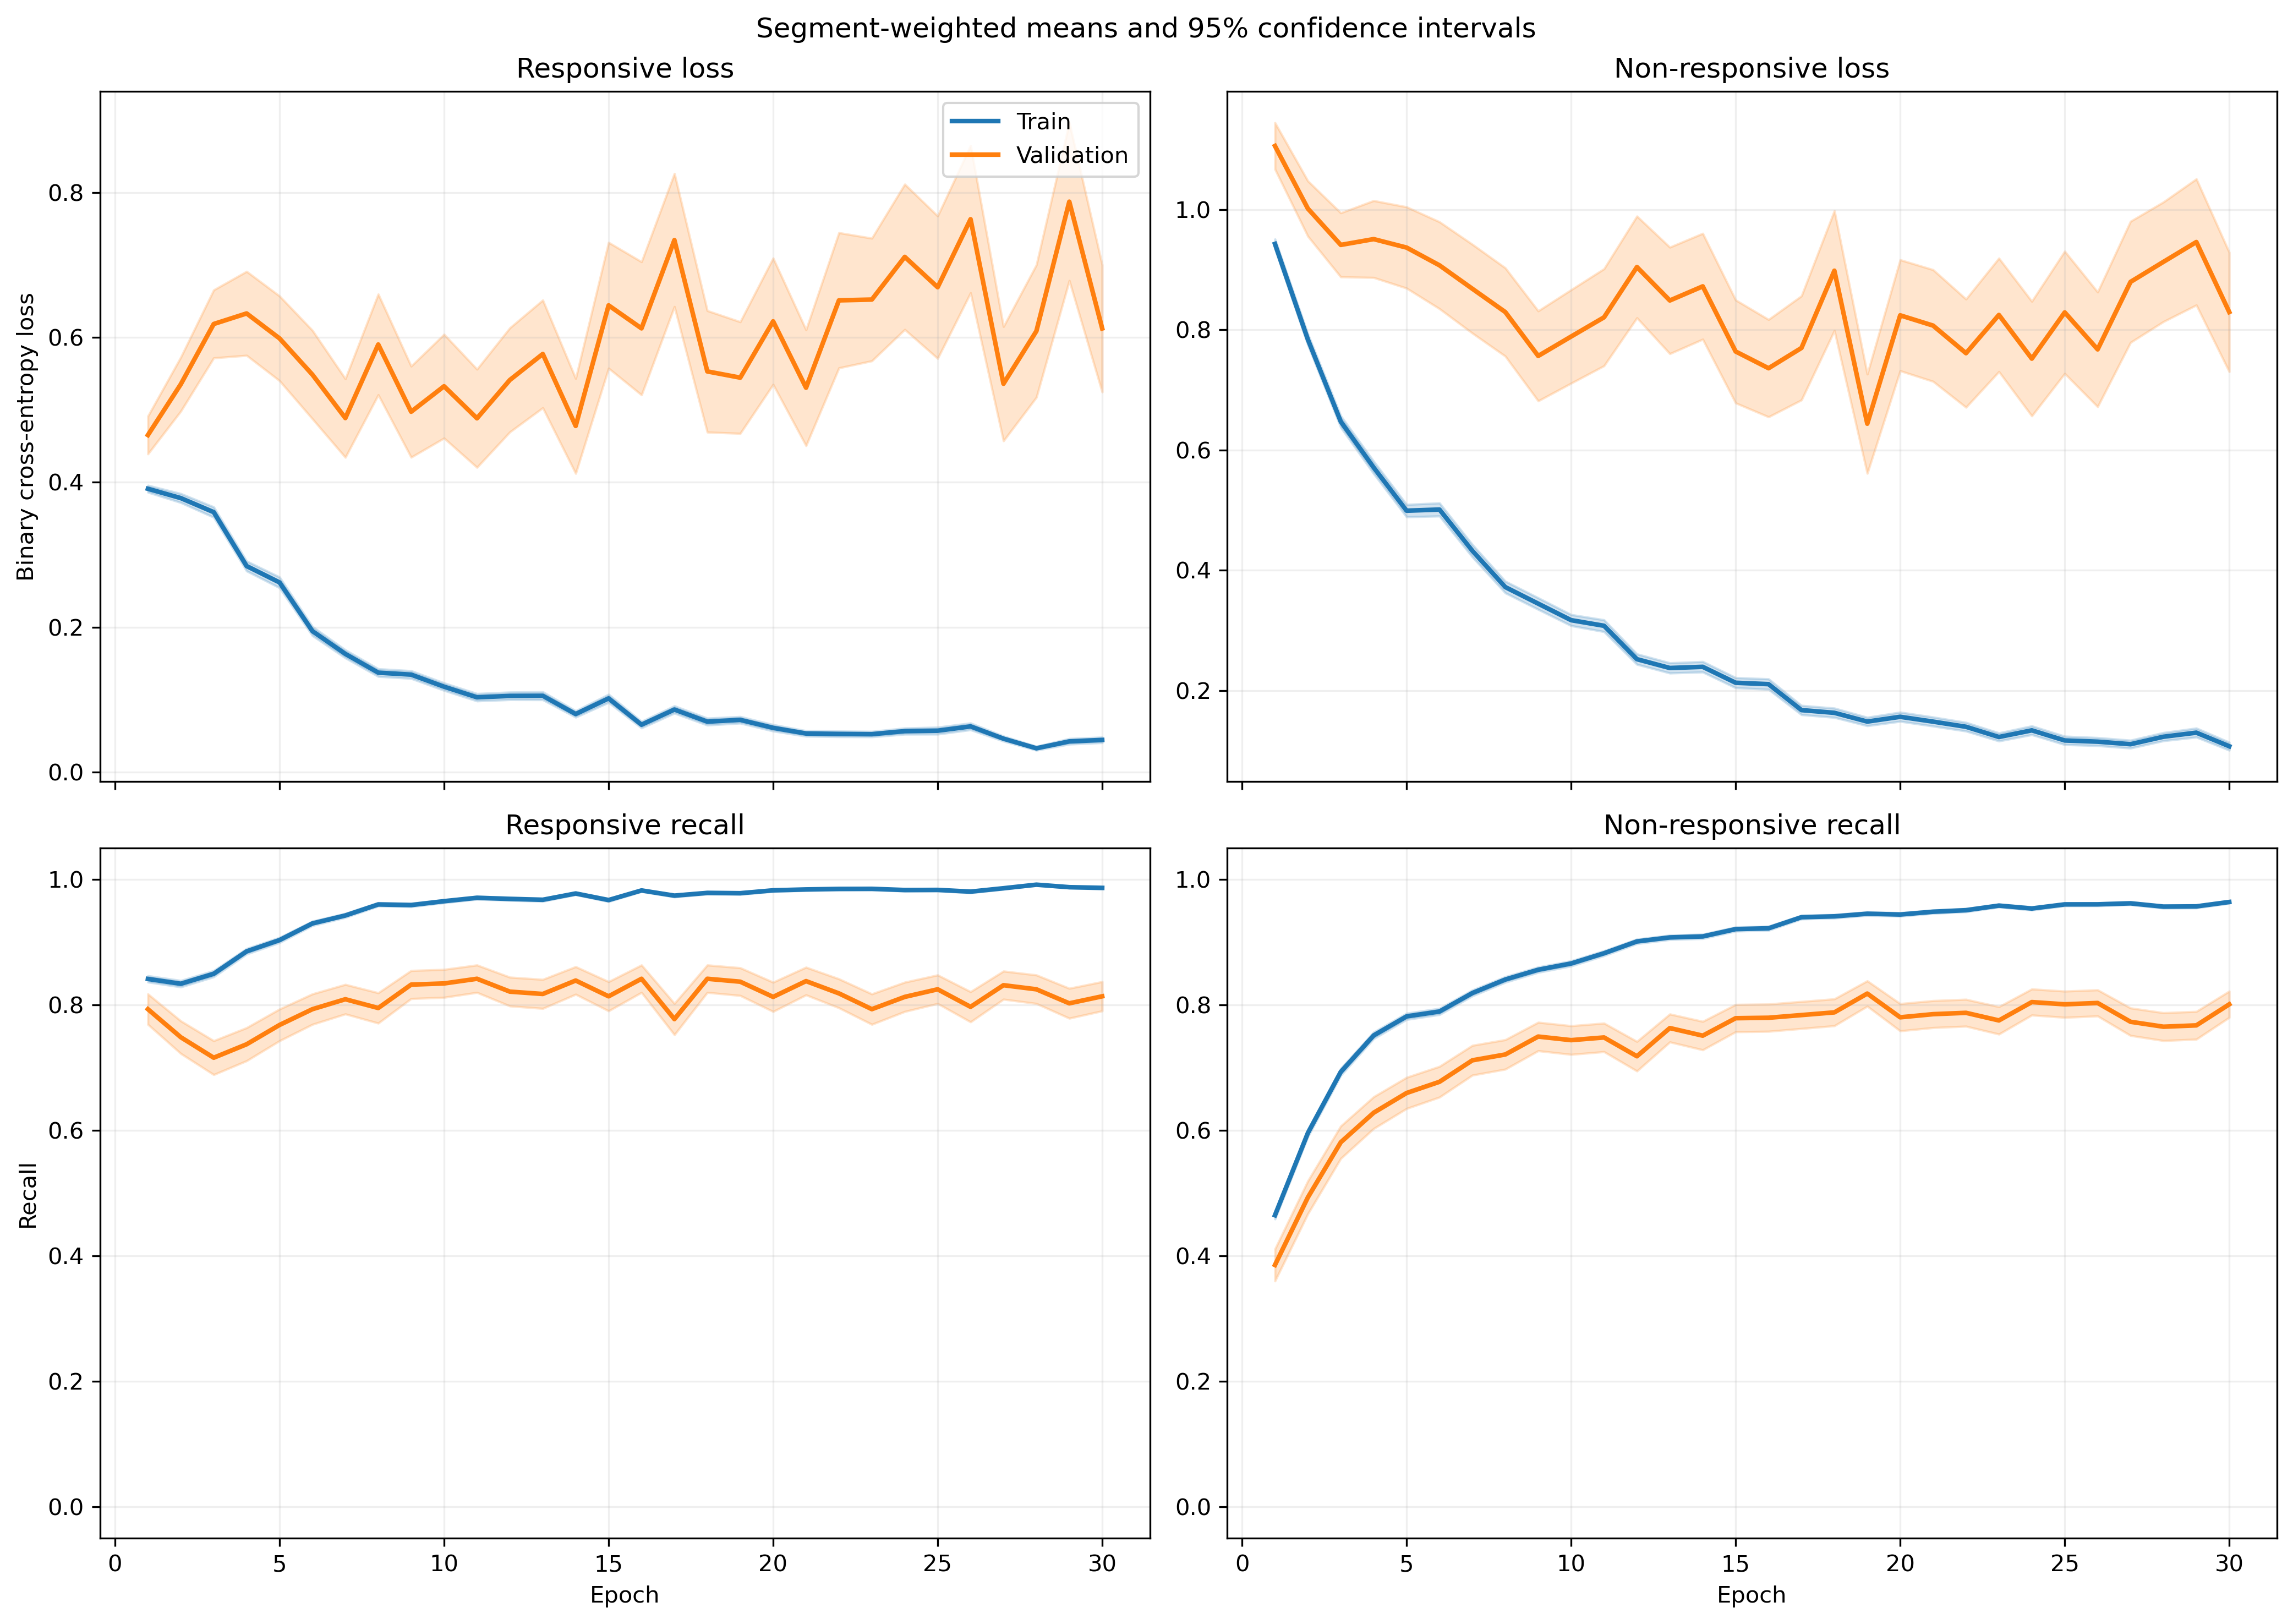 Segment-weighted means and 95% confidence intervals
Responsive loss
Non-responsive loss
Train
Validation
Binary cross-entropy loss
0.8
0.6
0.4
0.2
0.0
1.0
0.8
0.6
0.4
0.2
Responsive recall
Non-responsive recall
Recall
1.0
0.8
0.6
0.4
0.2
0.0
0 5 10 15 20 25 30
Epoch
1.0
0.8
0.6
0.4
0.2
0.0
0 5 10 15 20 25 30
Epoch